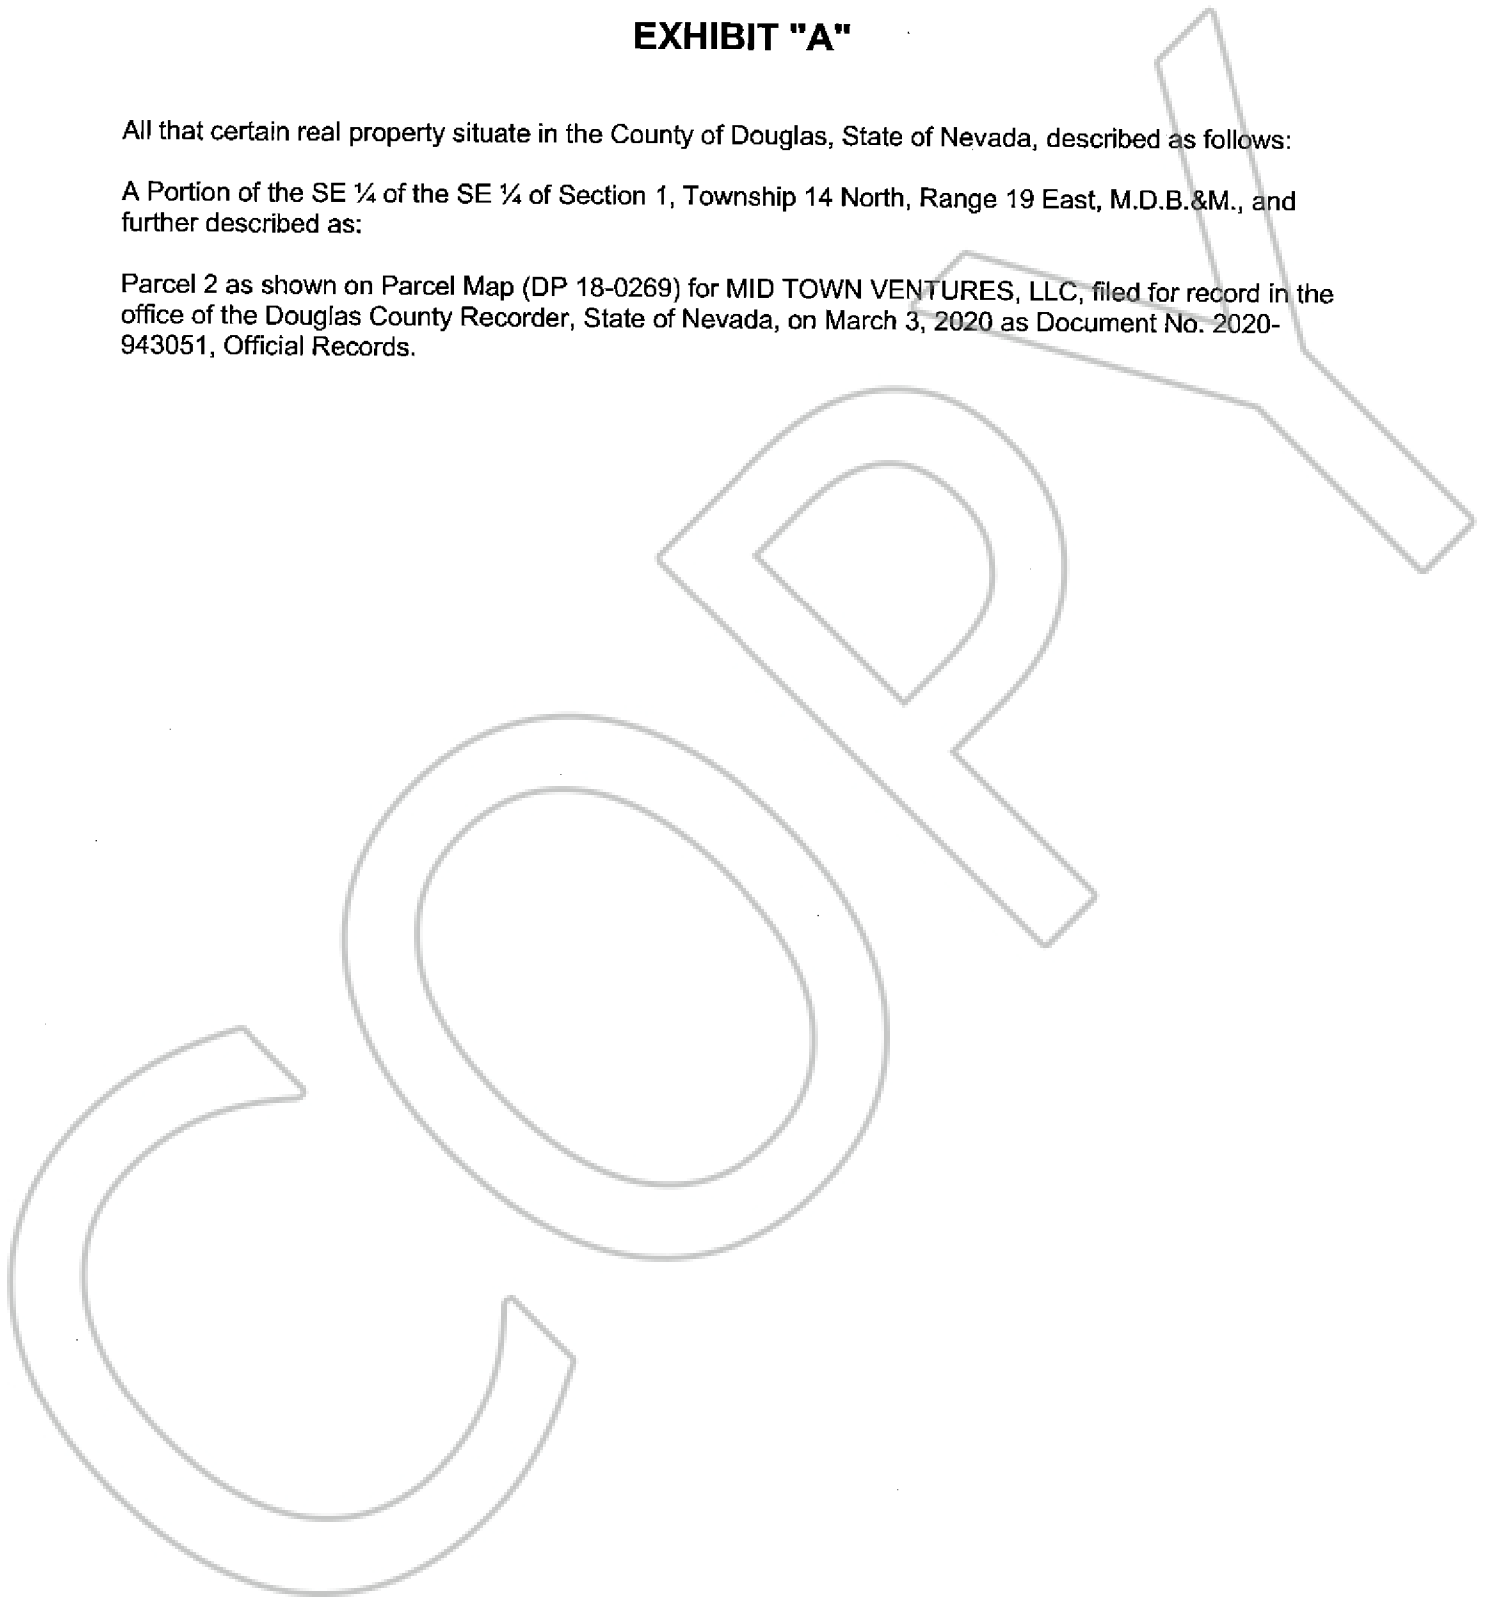 EXHIBIT "A"
All that certain real property situate in the County of Douglas, State of Nevada, described as follows:
A Portion of the SE ¼ of the SE ¼ of Section 1, Township 14 North, Range 19 East, M.D.B.&M., and
further described as:
Parcel 2 as shown on Parcel Map (DP 18-0269) for MID TOWN VENTURES, LLC, filed for record in the
office of the Douglas County Recorder, State of Nevada, on March 3, 2020 as Document No. 2020-
943051, Official Records.
COPY